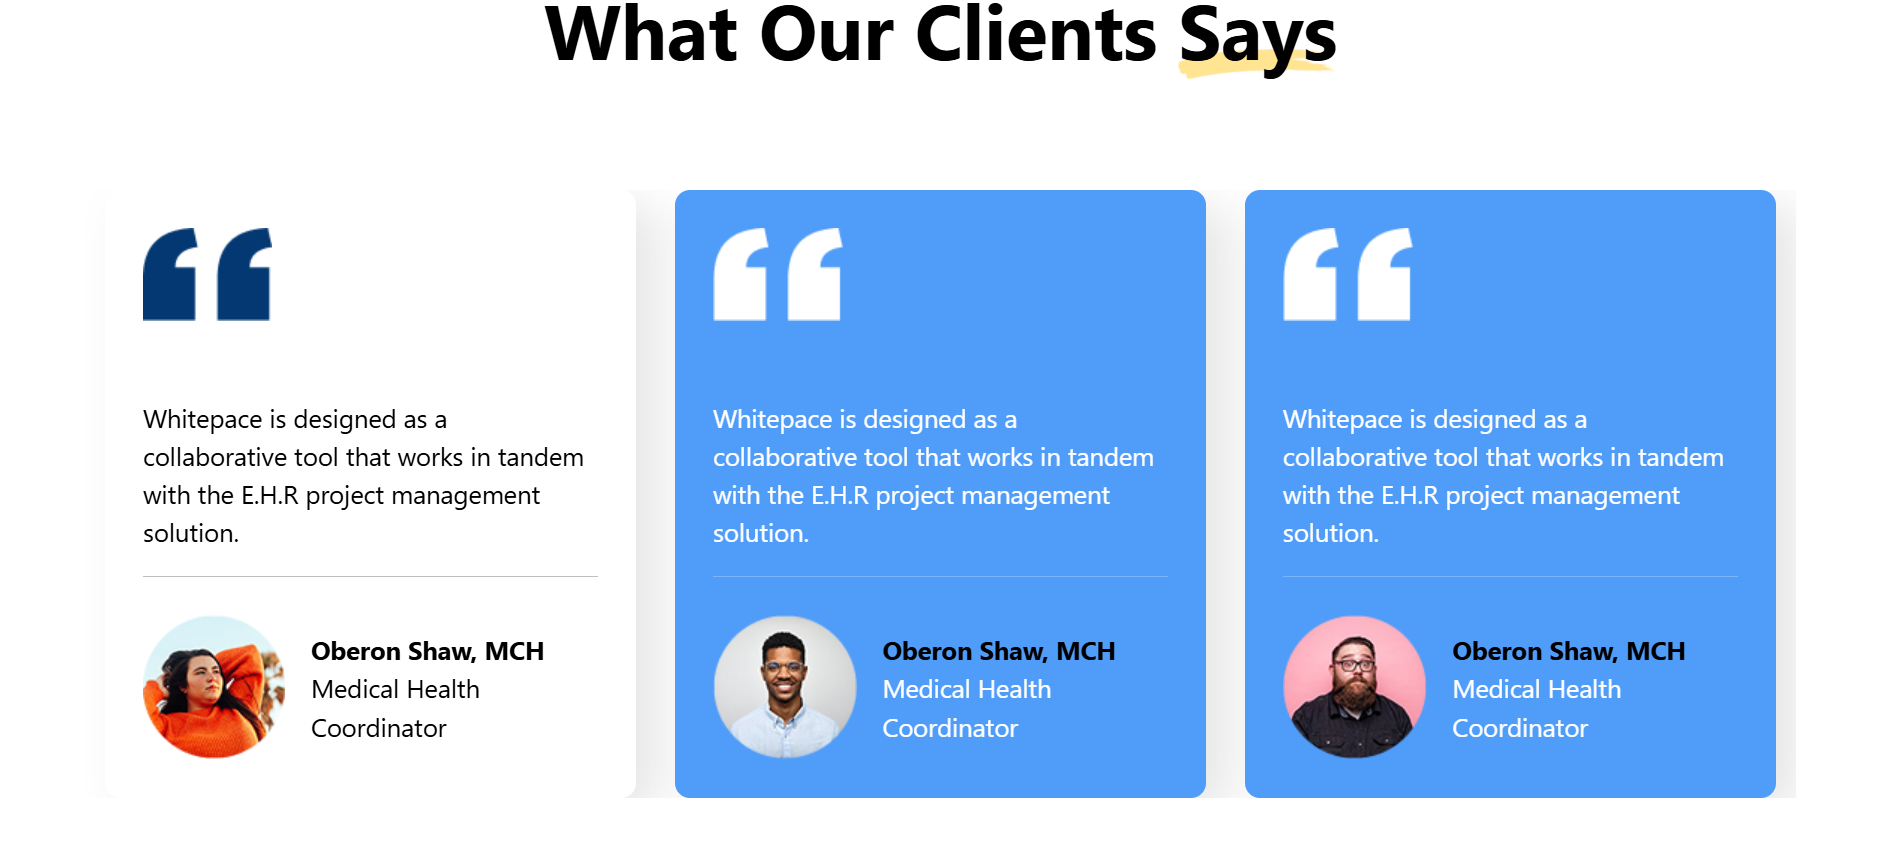 What Our Clients Says
“
Whitepace is designed as a
collaborative tool that works in tandem
with the E.H.R project management
solution.
Oberon Shaw, MCH
Medical Health
Coordinator
“
Whitepace is designed as a
collaborative tool that works in tandem
with the E.H.R project management
solution.
Oberon Shaw, MCH
Medical Health
Coordinator
“
Whitepace is designed as a
collaborative tool that works in tandem
with the E.H.R project management
solution.
Oberon Shaw, MCH
Medical Health
Coordinator